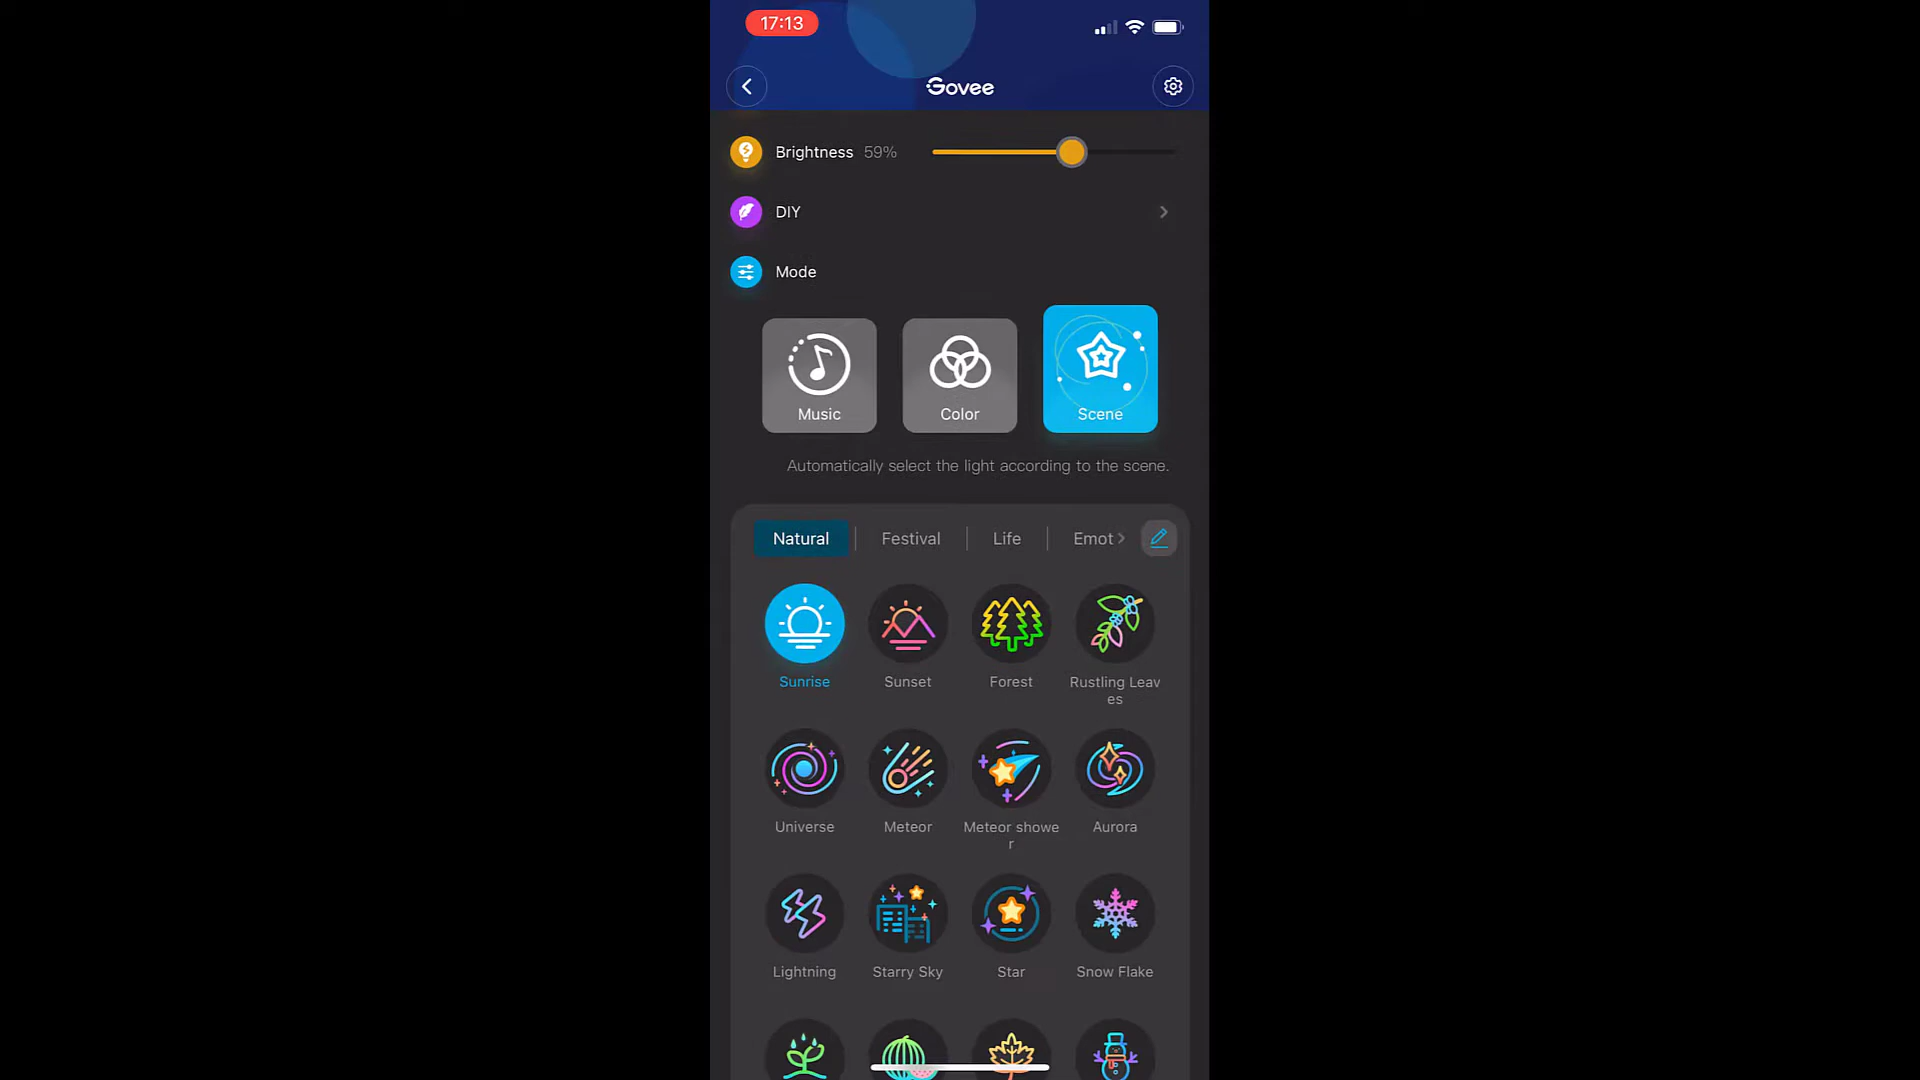 17:13
Govee
Brightness 59%
DIY
Mode
Music
Color
Scene
Automatically select the light according to the scene.
Natural
Festival
Life
Emot
Sunrise
Sunset
Forest
Rustling Leav
es
Universe
Meteor
Meteor showe
r
Aurora
Lightning
Starry Sky
Star
Snow Flake